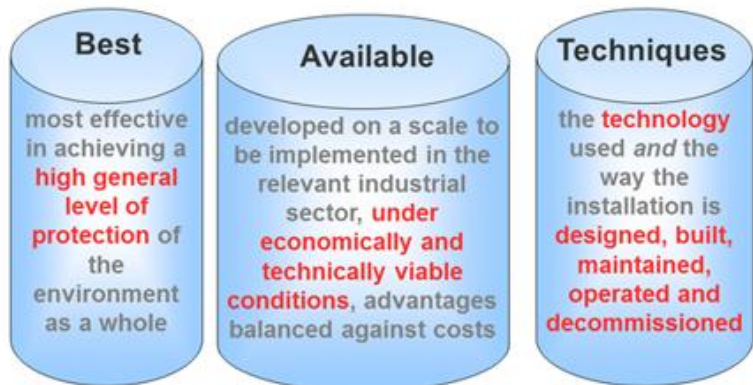 Best
most effective
in achieving a
high general
level of
protection of
the
environment
as a whole
Available
developed on a scale to
be implemented in the
relevant industrial
sector, under
economically and
technically viable
conditions, advantages
balanced against costs
Techniques
the technology
used and the
way the
installation is
designed, built,
maintained,
operated and
decommissioned